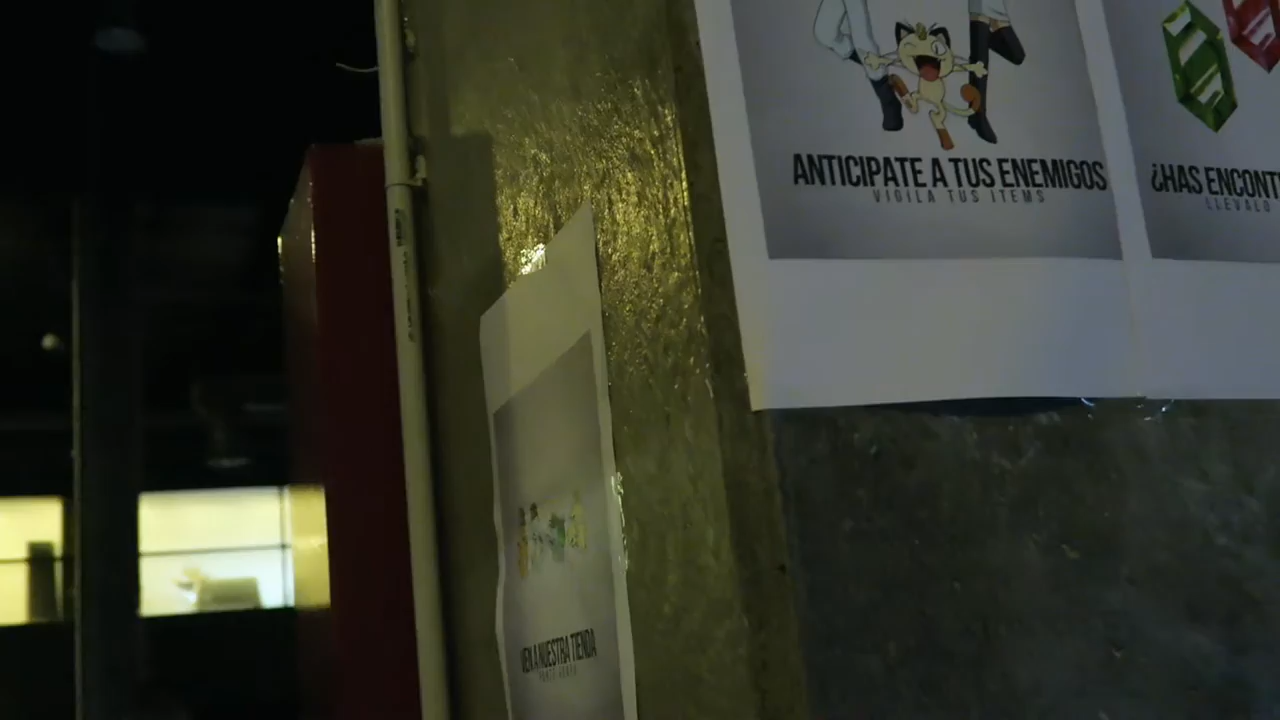 ANTICIPATE A TUS ENEMIGOS
VIGILA TUS ITEMS
¿HAS ENCONT
LLEVALO
VEN A NUESTRA TIENDA